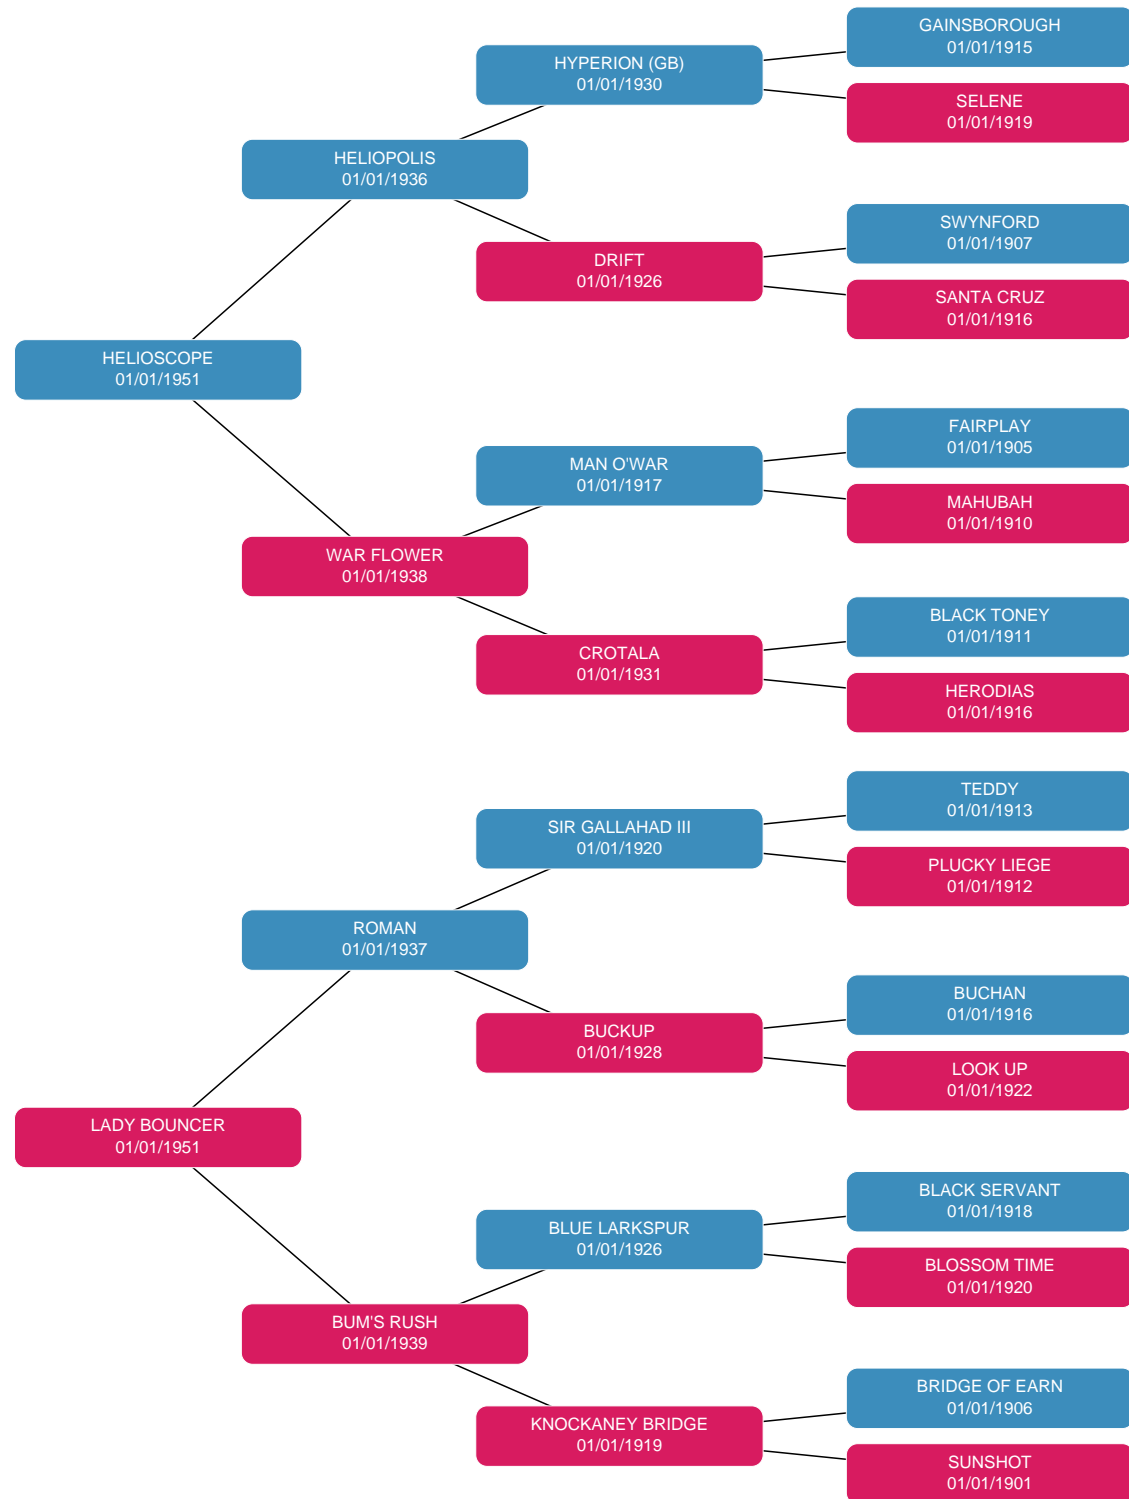 GAINSBOROUGH
01/01/1915
HYPERION (GB)
01/01/1930
SELENE
01/01/1919
HELIOPOLIS
01/01/1936
SWYNFORD
01/01/1907
DRIFT
01/01/1926
SANTA CRUZ
01/01/1916
HELIOSCOPE
01/01/1951
FAIRPLAY
01/01/1905
MAN O'WAR
01/01/1917
MAHUBAH
01/01/1910
WAR FLOWER
01/01/1938
BLACK TONEY
01/01/1911
CROTALA
01/01/1931
HERODIAS
01/01/1916
TEDDY
01/01/1913
SIR GALLAHAD III
01/01/1920
PLUCKY LIEGE
01/01/1912
ROMAN
01/01/1937
BUCHAN
01/01/1916
BUCKUP
01/01/1928
LOOK UP
01/01/1922
LADY BOUNCER
01/01/1951
BLACK SERVANT
01/01/1918
BLUE LARKSPUR
01/01/1926
BLOSSOM TIME
01/01/1920
BUM'S RUSH
01/01/1939
BRIDGE OF EARN
01/01/1906
KNOCKANEY BRIDGE
01/01/1919
SUNSHOT
01/01/1901